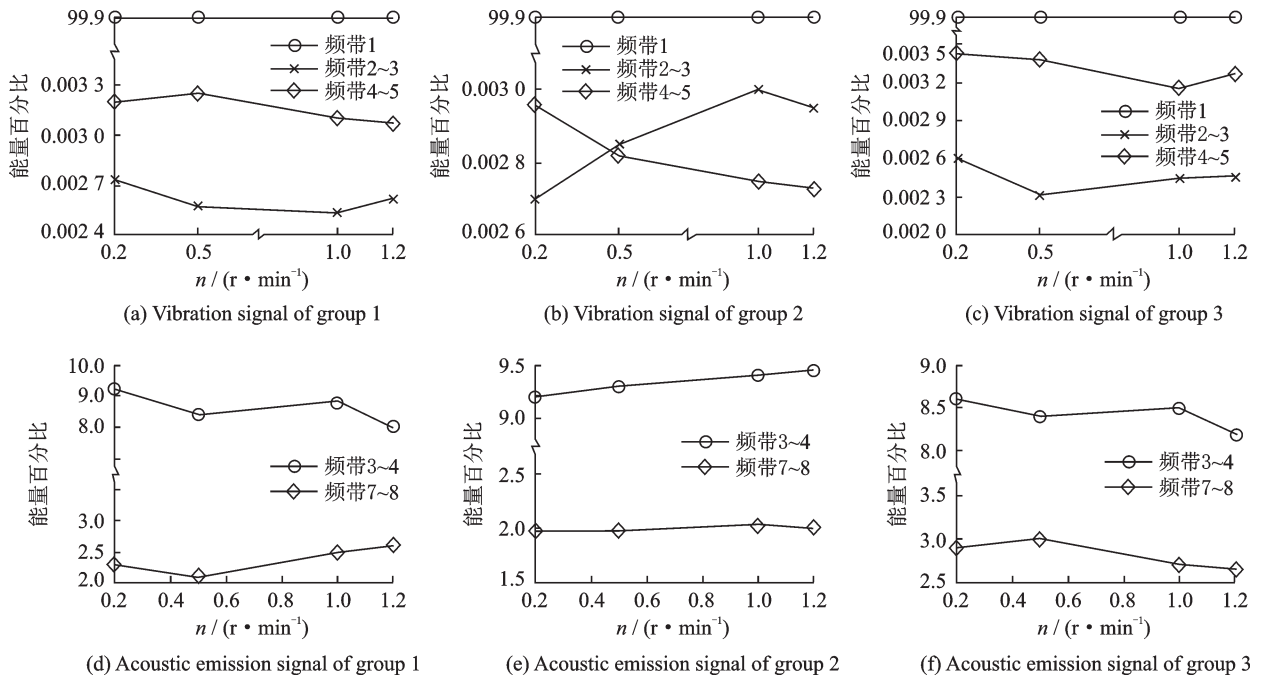 99.9
0.003 3
0.003 0
0.002 7
0.002 4
能量百分比
频带1
频带2~3
频带4~5
0.2 0.5 1.0 1.2
n / (r·min⁻¹)
(a) Vibration signal of group 1
99.9
0.003 0
0.002 8
0.002 6
能量百分比
频带1
频带2~3
频带4~5
0.2 0.5 1.0 1.2
n / (r·min⁻¹)
(b) Vibration signal of group 2
99.9
0.003 5
0.003 2
0.002 9
0.002 6
0.002 3
0.002 0
能量百分比
频带1
频带2~3
频带4~5
0.2 0.5 1.0 1.2
n / (r·min⁻¹)
(c) Vibration signal of group 3
10.0
9.0
8.0
3.0
2.5
2.0
能量百分比
频带3~4
频带7~8
0.2 0.4 0.6 0.8 1.0 1.2
n / (r·min⁻¹)
(d) Acoustic emission signal of group 1
9.5
9.0
2.5
2.0
1.5
能量百分比
频带3~4
频带7~8
0.2 0.4 0.6 0.8 1.0 1.2
n / (r·min⁻¹)
(e) Acoustic emission signal of group 2
9.0
8.5
8.0
3.5
3.0
2.5
能量百分比
频带3~4
频带7~8
0.2 0.4 0.6 0.8 1.0 1.2
n / (r·min⁻¹)
(f) Acoustic emission signal of group 3